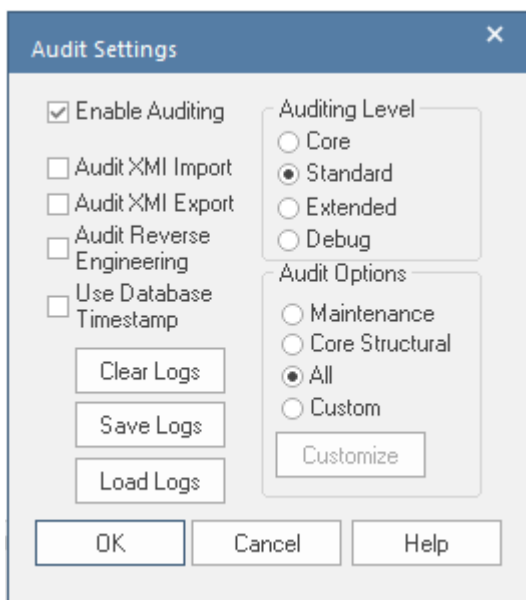 Audit Settings
Enable Auditing
Audit XMI Import
Audit XMI Export
Audit Reverse
Engineering
Use Database
Timestamp
Clear Logs
Save Logs
Load Logs
Auditing Level
Core
Standard
Extended
Debug
Audit Options
Maintenance
Core Structural
All
Custom
Customize
OK
Cancel
Help